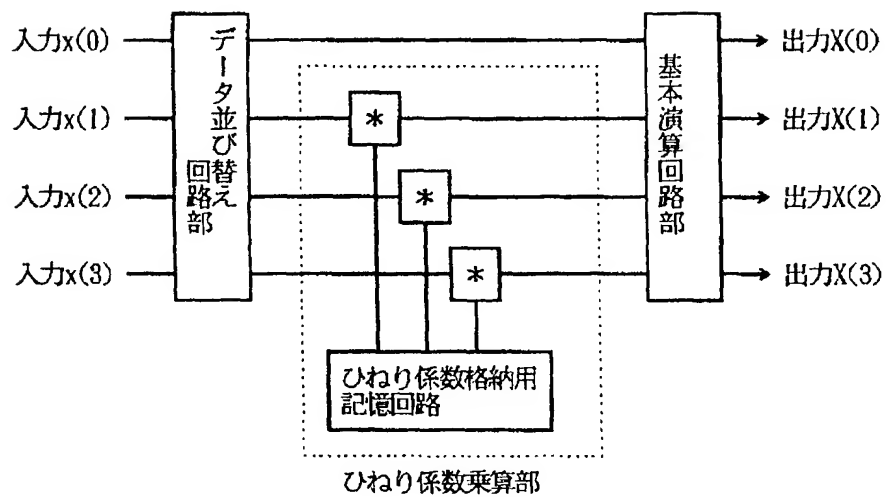 入力x(0)
入力x(1)
入力x(2)
入力x(3)
データ並び替え
回路部
*
*
*
ひねり係数格納用
記憶回路
ひねり係数乗算部
基本演算回路部
出力X(0)
出力X(1)
出力X(2)
出力X(3)